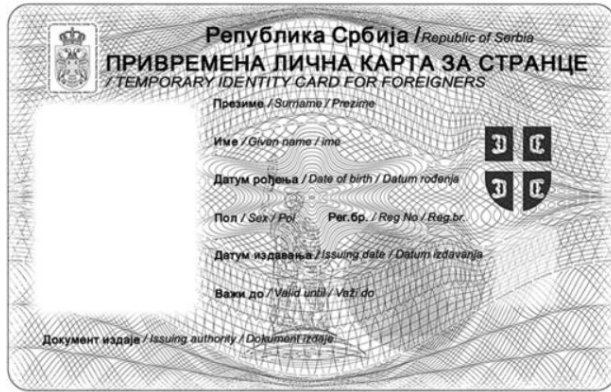 Република Србија / Republic of Serbia
ПРИВРЕМЕНА ЛИЧНА КАРТА ЗА СТРАНЦЕ
/ TEMPORARY IDENTITY CARD FOR FOREIGNERS
Презиме / Surname / Prezime
Име / Given name / ime
Датум рођења / Date of birth / Datum rođenja
Пол / Sex / Pol Рег.бр. / Reg No / Reg.br.
Датум издавања / Issuing date / Datum izdavanja
Важи до / Valid until / Važi do
Документ издаје / Issuing authority / Dokument izdaje